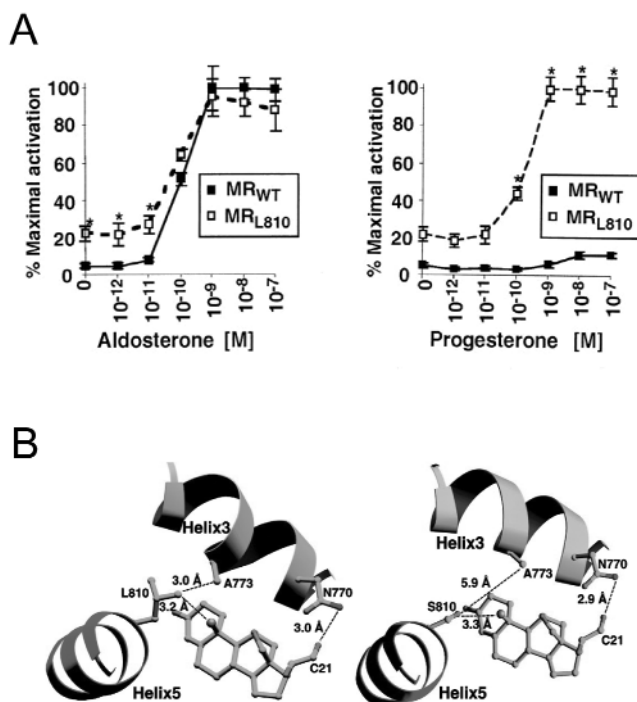 A
% Maximal activation
100
80
60
40
20
0
MRWT
MRL810
0
10-12
10-11
10-10
10-9
10-8
10-7
Aldosterone [M]
% Maximal activation
100
80
60
40
20
0
* * * *
MRWT
MRL810
0
10-12
10-11
10-10
10-9
10-8
10-7
Progesterone [M]
B
Helix3
L810
3.0 Å
A773
N770
3.2 Å
3.0 Å
C21
Helix5
Helix3
A773
N770
5.9 Å
S810
3.3 Å
2.9 Å
C21
Helix5